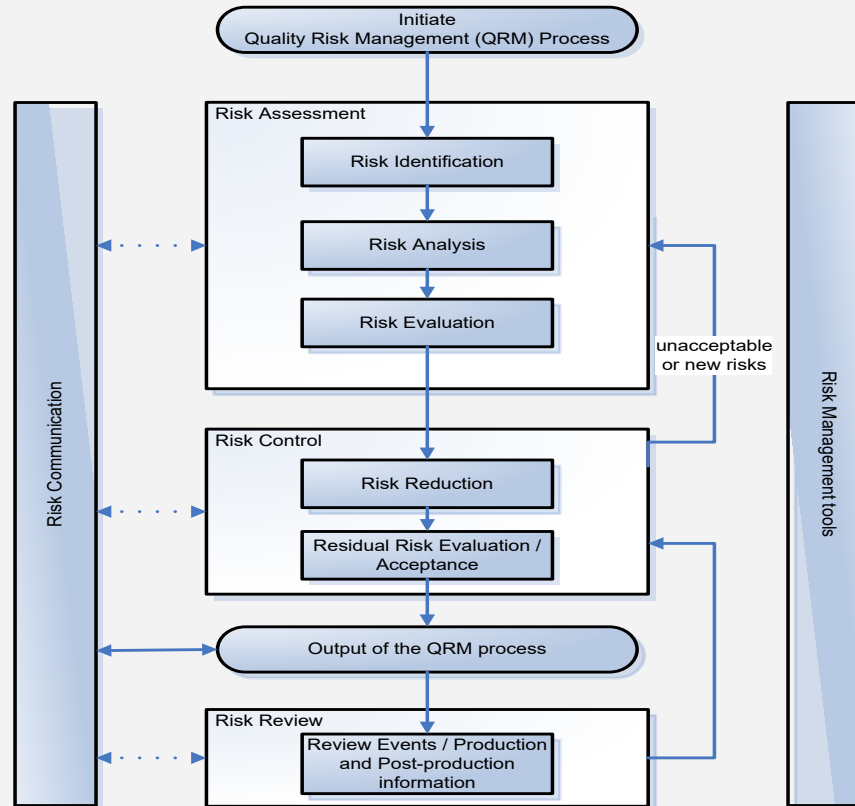 Initiate
Quality Risk Management (QRM) Process
Risk Assessment
Risk Identification
Risk Analysis
Risk Evaluation
unacceptable
or new risks
Risk Communication
Risk Management tools
Risk Control
Risk Reduction
Residual Risk Evaluation /
Acceptance
Output of the QRM process
Risk Review
Review Events / Production
and Post-production
information